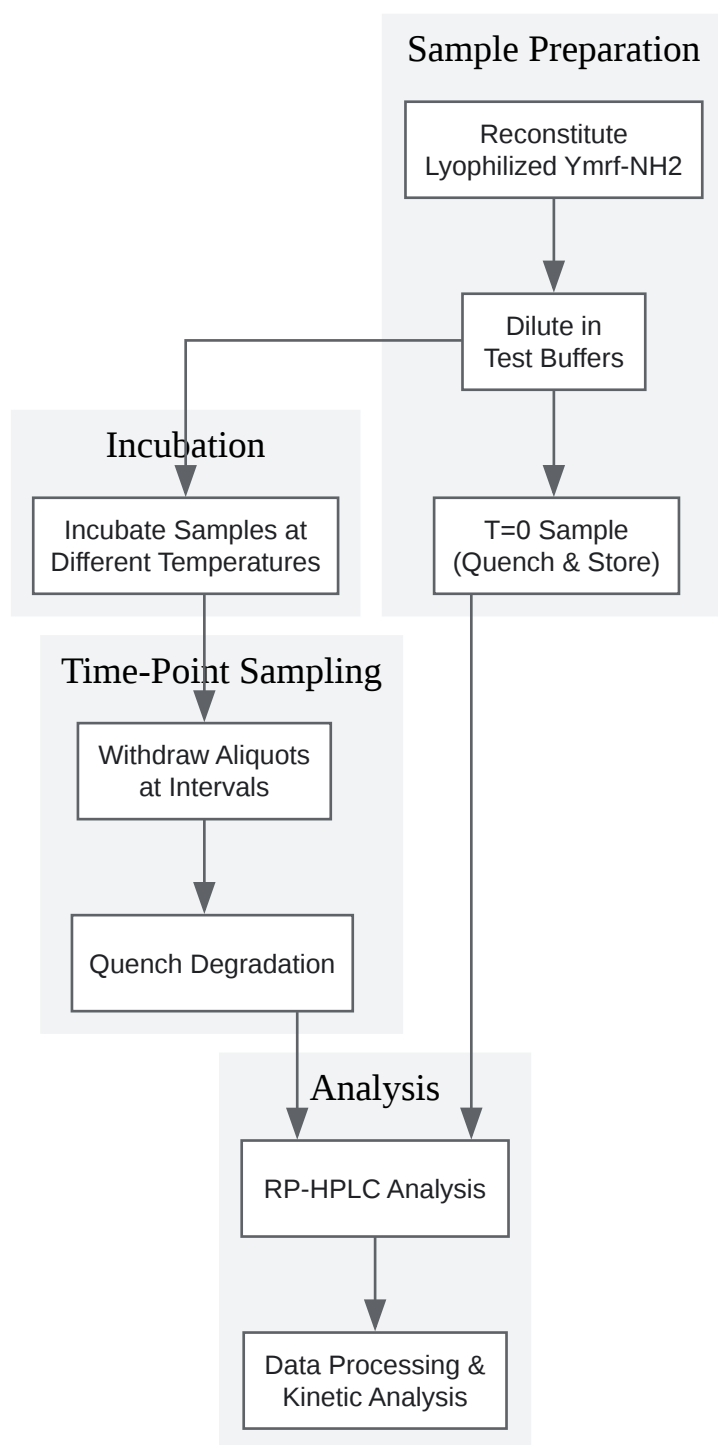 Sample Preparation
Reconstitute
Lyophilized Ymrf-NH2
Dilute in
Test Buffers
Incubation
Incubate Samples at
Different Temperatures
T=0 Sample
(Quench & Store)
Time-Point Sampling
Withdraw Aliquots
at Intervals
Quench Degradation
Analysis
RP-HPLC Analysis
Data Processing &
Kinetic Analysis